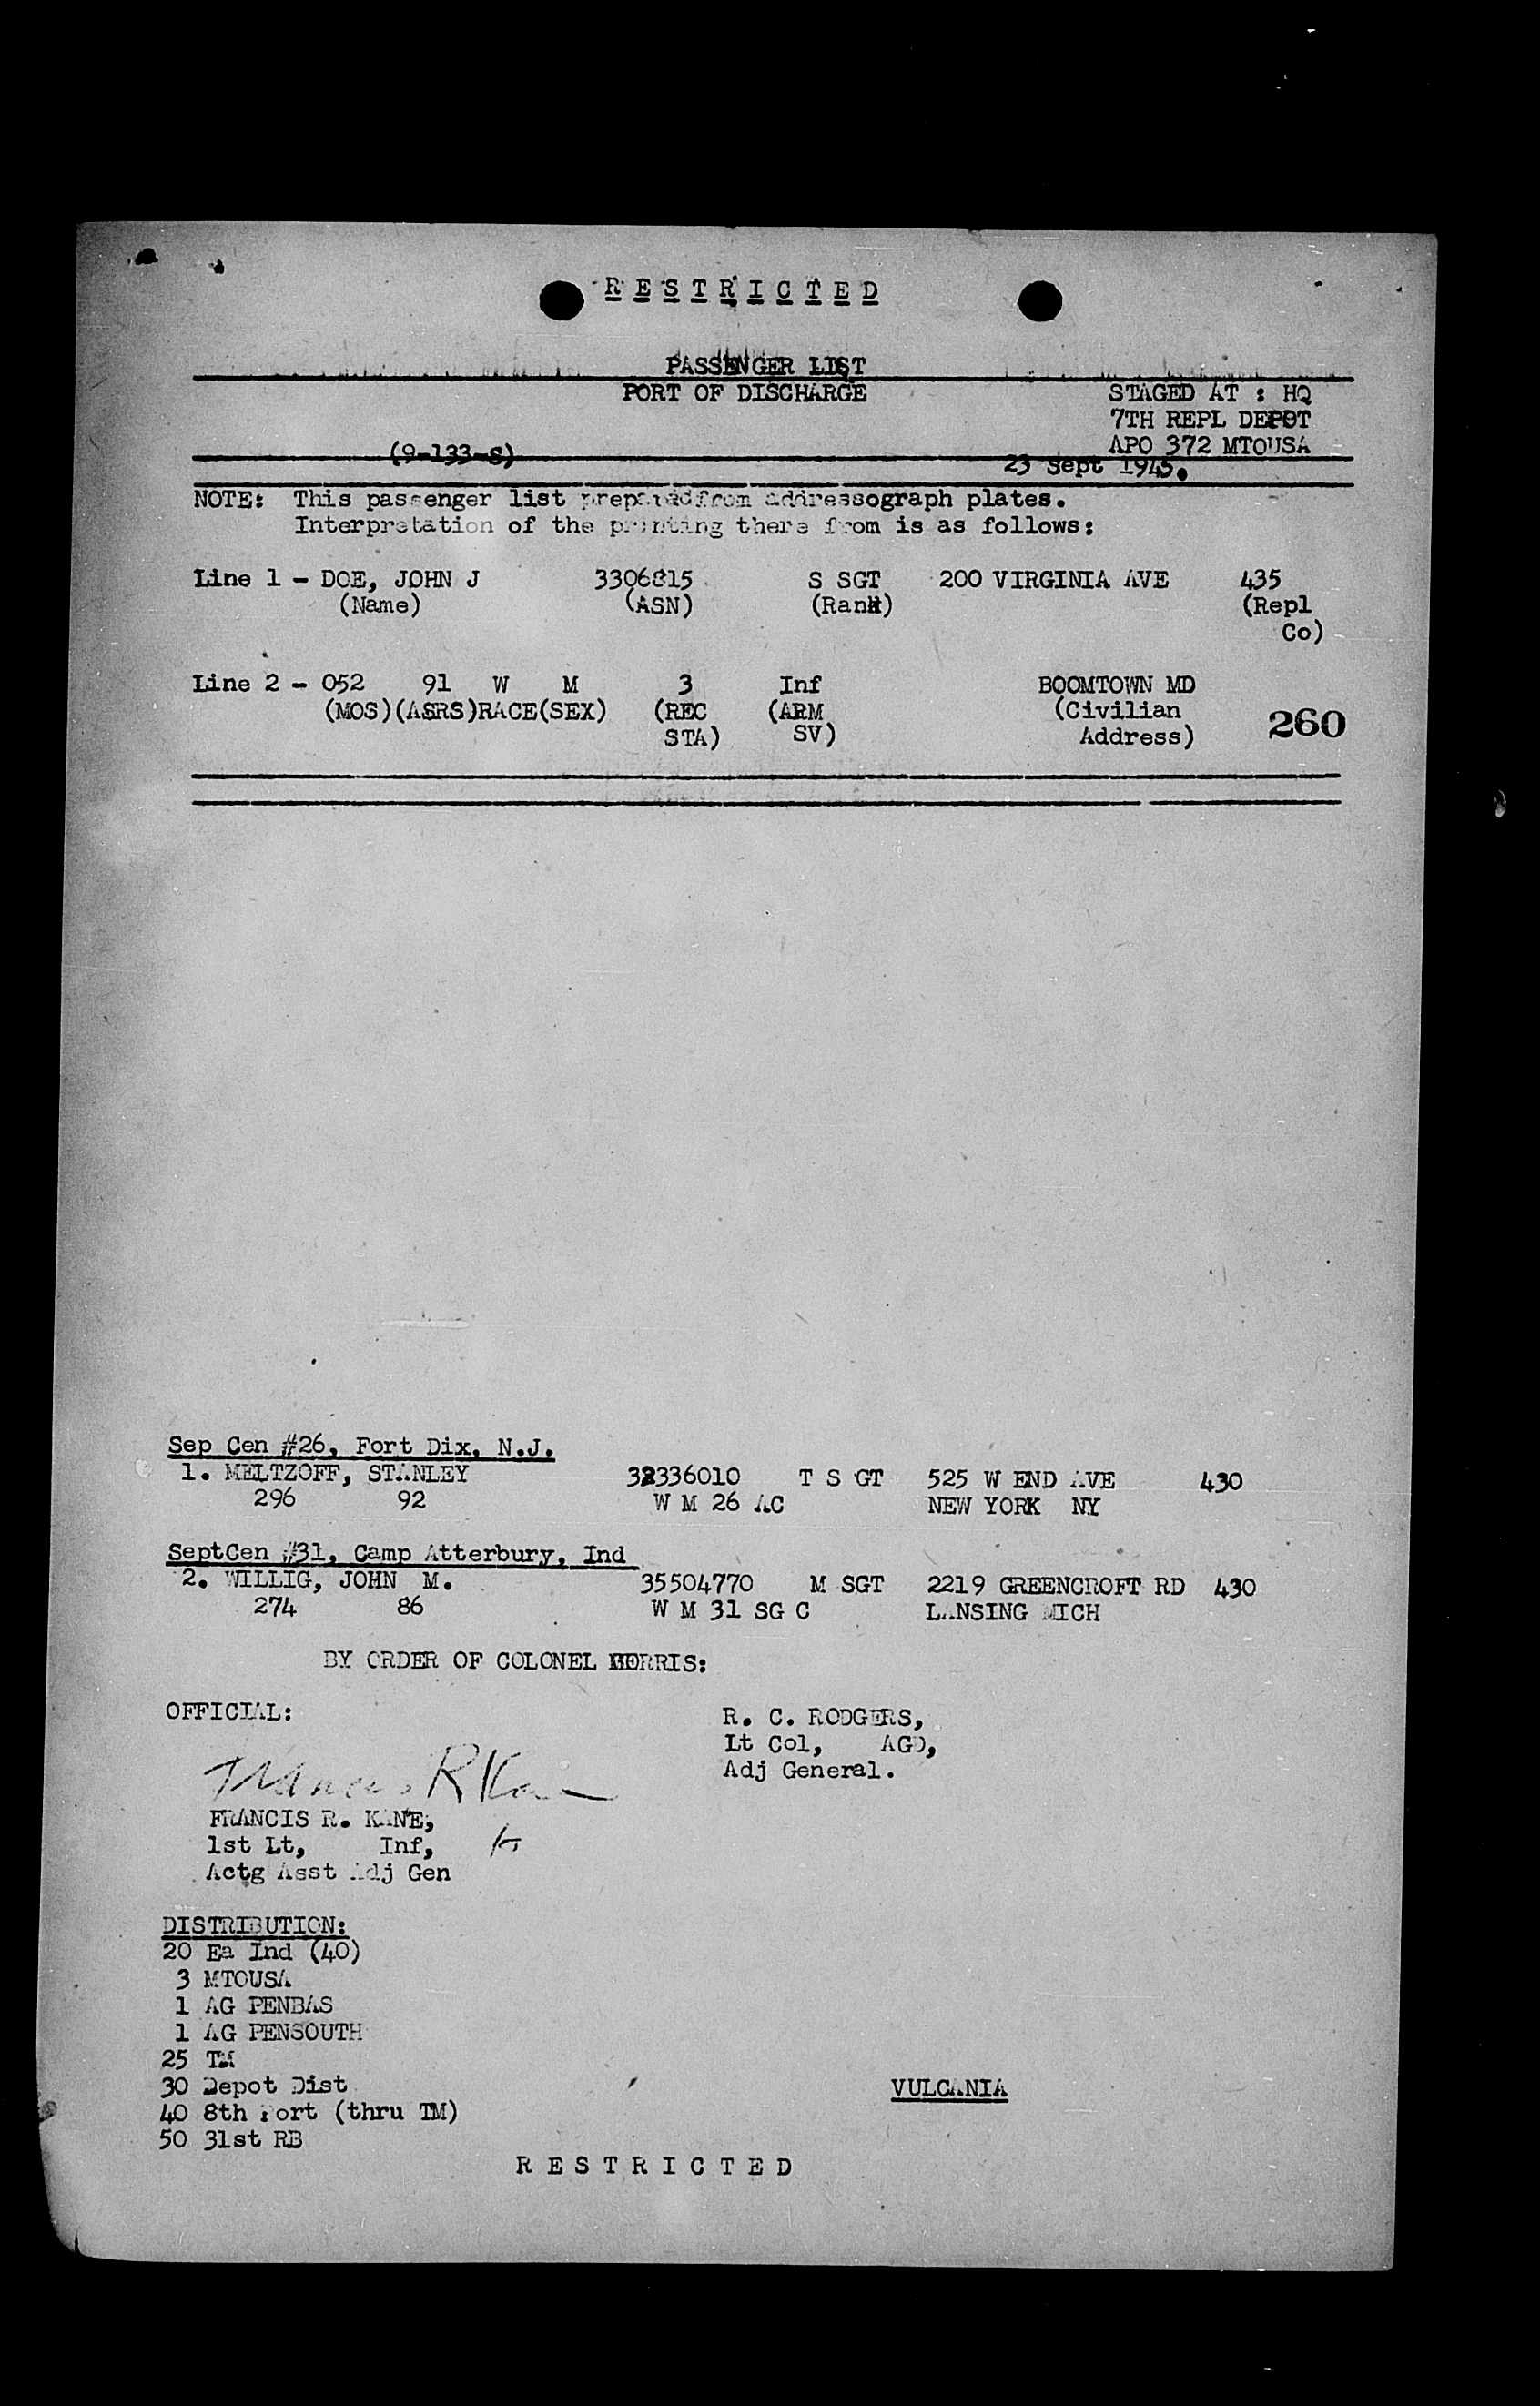 RESTRICTED
PASSENGER LIST
PORT OF DISCHARGE STAGED AT : HQ
7TH REPL DEPOT
(9-133-S) APO 372 MTOUSA
23 Sept 1945.
NOTE: This passenger list prepared from addressograph plates.
Interpretation of the printing there from is as follows:
Line 1 - DOE, JOHN J 3306815 S SGT 200 VIRGINIA AVE 435
(Name) (ASN) (Rank) (Repl
Co)
Line 2 - 052 91 W M 3 Inf BOOMTOWN MD
(MOS)(ASRS)RACE(SEX) (REC (ARM (Civilian 260
STA) SV) Address)
Sep Cen #26, Fort Dix, N.J.
1. MELTZOFF, STANLEY 32336010 T S GT 525 W END AVE 430
296 92 W M 26 AC NEW YORK NY
SeptCen #31, Camp Atterbury, Ind
2. WILLIG, JOHN M. 35504770 M SGT 2219 GREENCROFT RD 430
274 86 W M 31 SG C LANSING MICH
BY ORDER OF COLONEL
OFFICIAL: R. C. RODGERS,
Lt Col, AGD,
Adj General.
Francis R Kane
FRANCIS R. KANE,
1st Lt, Inf,
Actg Asst Adj Gen
DISTRIBUTION:
20 Ea Ind (40)
3 MTOUSA
1 AG PENBAS
1 AG PENSOUTH
25 TM
30 Depot Dist VULCANIA
40 8th Port (thru TM)
50 31st RB
RESTRICTED